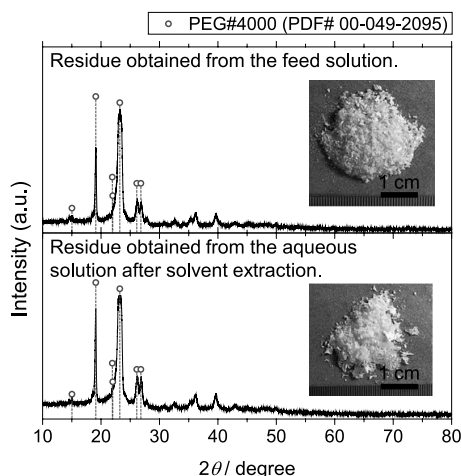 PEG#4000 (PDF# 00-049-2095)
Residue obtained from the feed solution.
1 cm
Residue obtained from the aqueous
solution after solvent extraction.
1 cm
Intensity (a.u.)
10 20 30 40 50 60 70 80
2θ / degree